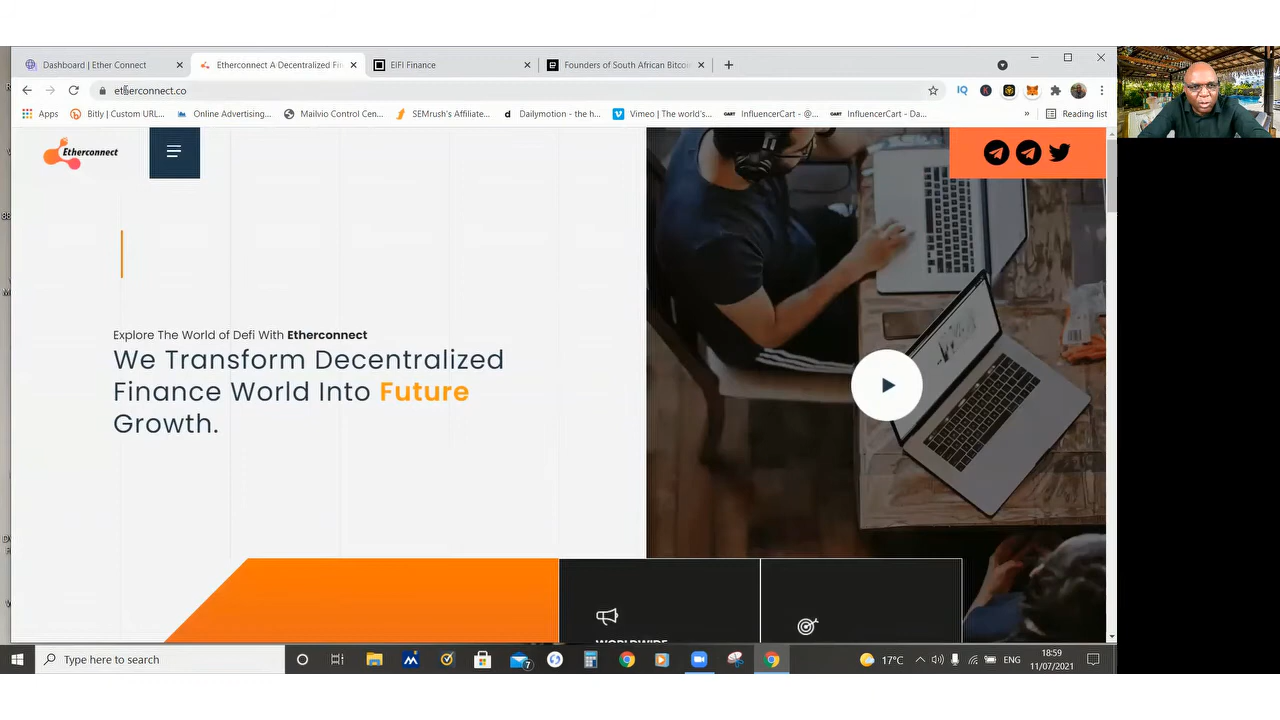 Dashboard | Ether Connect
Etherconnect A Decentralized Fi
EIFI Finance
Founders of South African Bitcoi
etherconnect.co
Apps
Bitly | Custom URL...
Online Advertising...
Mailvio Control Cen...
SEMrush's Affiliate...
Dailymotion - the h...
Vimeo | The world's...
InfluencerCart - @...
InfluencerCart - Da...
Reading list
Etherconnect
Explore The World of Defi With Etherconnect
We Transform Decentralized
Finance World Into Future
Growth.
WORLDWIDE
Type here to search
7
17°C
ENG
18:59
11/07/2021